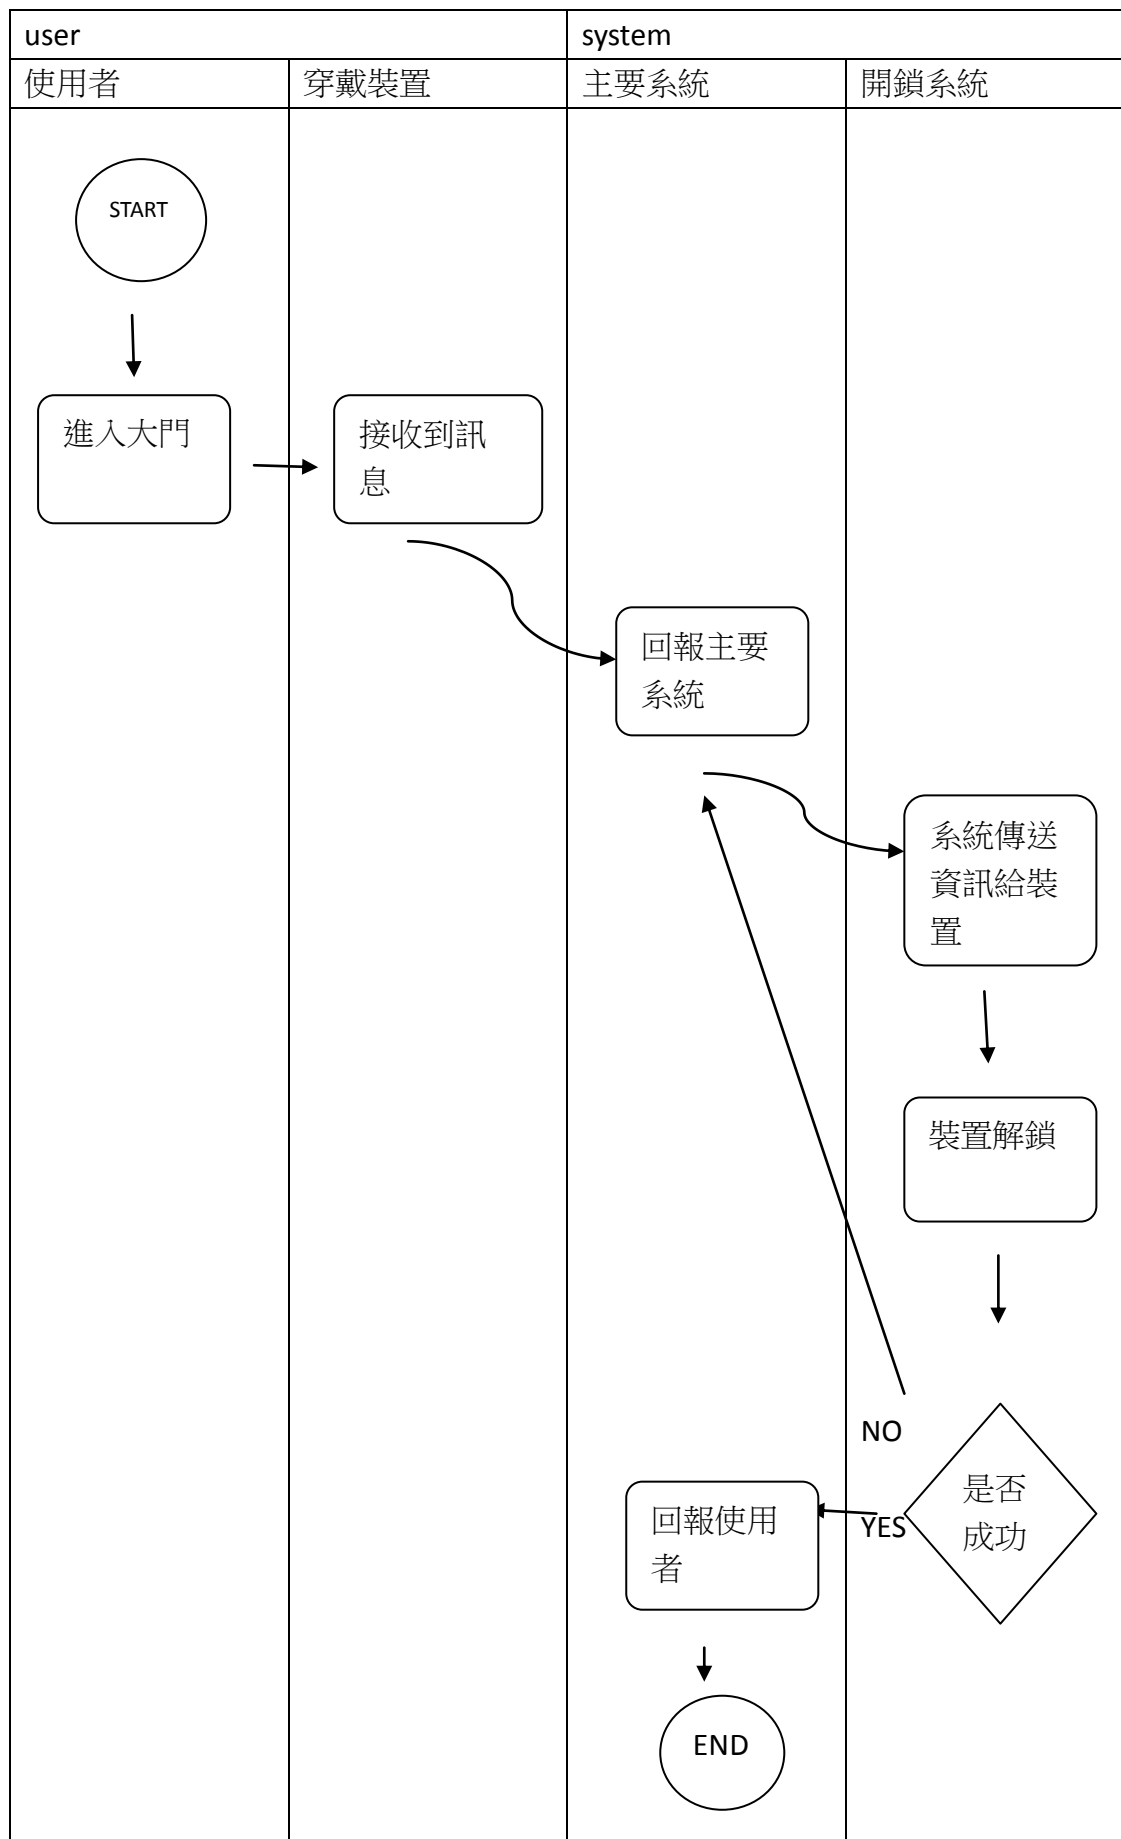 user
system
使用者
穿戴裝置
主要系統
開鎖系統
START
進入大門
接收到訊
息
回報主要
系統
系統傳送
資訊給裝
置
裝置解鎖
NO
是否
成功
YES
回報使用
者
END